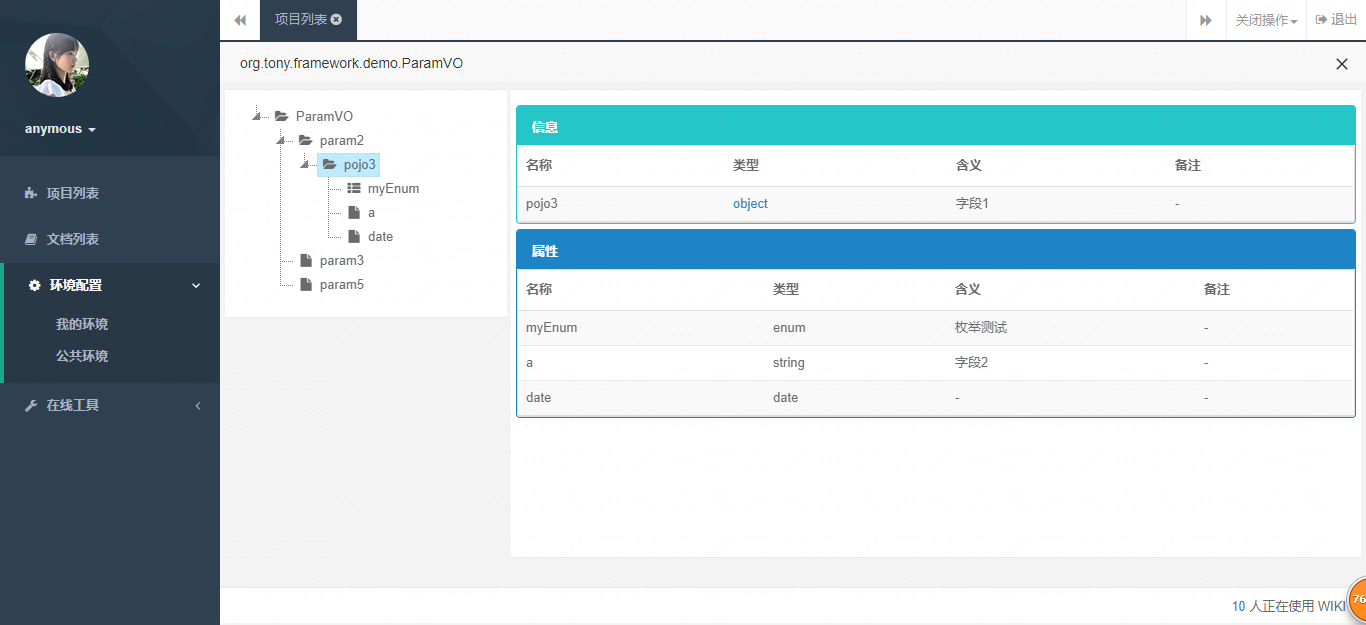 项目列表
关闭操作
退出
anymous
项目列表
文档列表
环境配置
我的环境
公共环境
在线工具
org.tony.framework.demo.ParamVO
ParamVO
param2
pojo3
myEnum
a
date
param3
param5
信息
名称 类型 含义 备注
pojo3 object 字段1 -
属性
名称 类型 含义 备注
myEnum enum 枚举测试 -
a string 字段2 -
date date - -
10 人正在使用 WIKI
76